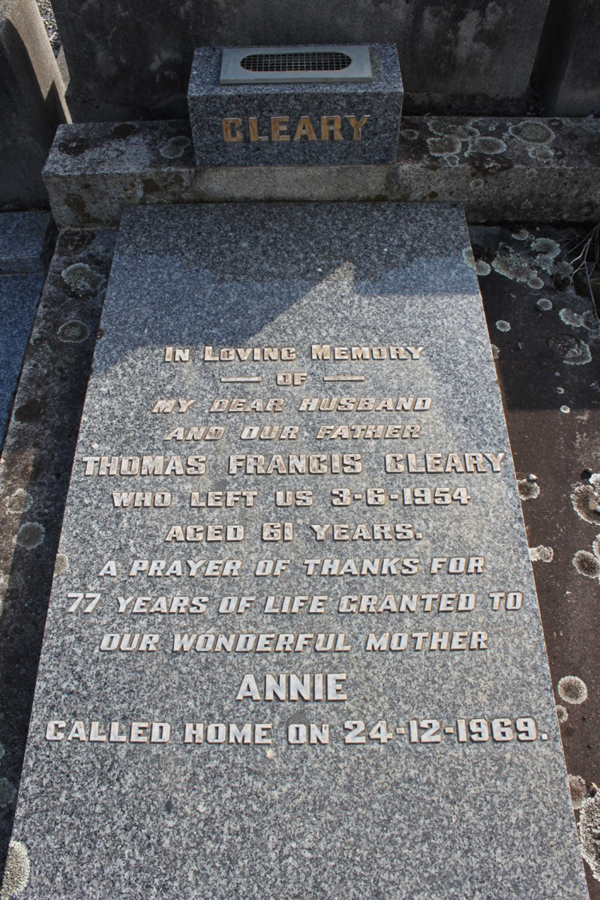 CLEARY
IN LOVING MEMORY
— OF —
MY DEAR HUSBAND
AND OUR FATHER
THOMAS FRANCIS CLEARY
WHO LEFT US 3-6-1954
AGED 61 YEARS.
A PRAYER OF THANKS FOR
77 YEARS OF LIFE GRANTED TO
OUR WONDERFUL MOTHER
ANNIE
CALLED HOME ON 24-12-1969.